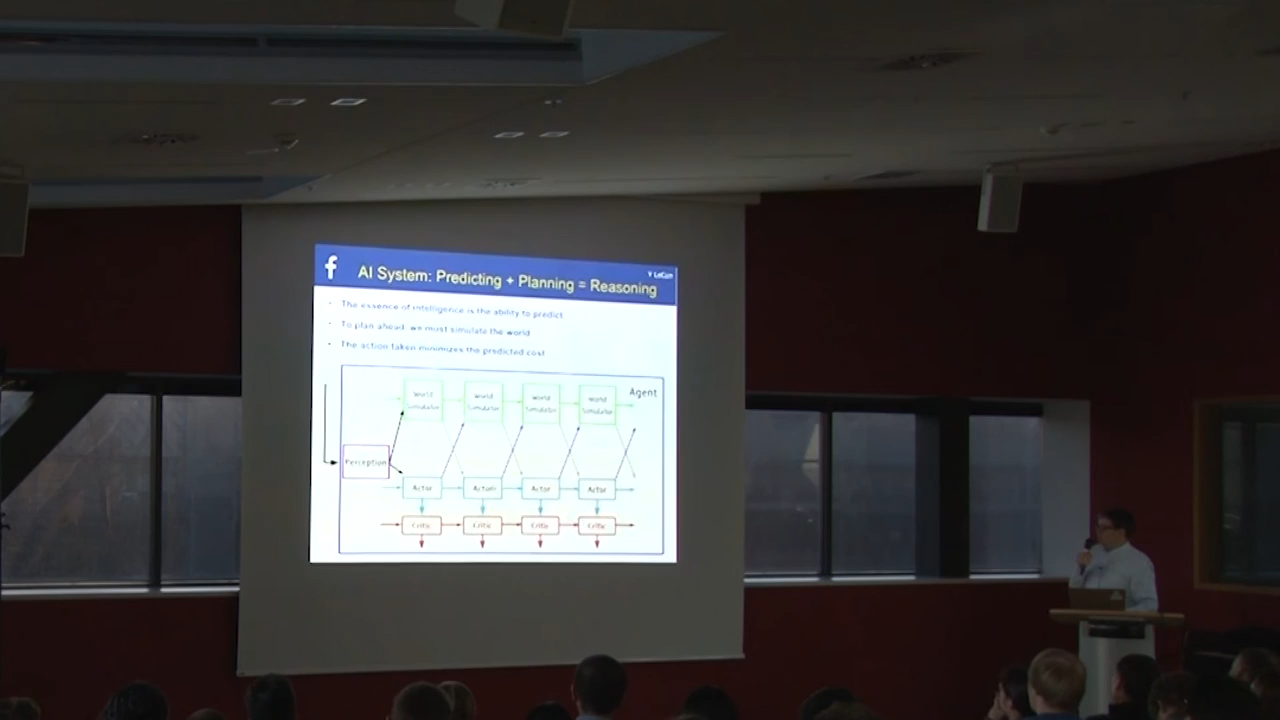 f
AI System: Predicting + Planning = Reasoning
Y LeCun
The essence of intelligence is the ability to predict
To plan ahead, we must simulate the world
The action taken minimizes the predicted cost
Agent
World Simulator
World Simulator
World Simulator
World Simulator
Perception
Actor
Actor
Actor
Actor
Critic
Critic
Critic
Critic